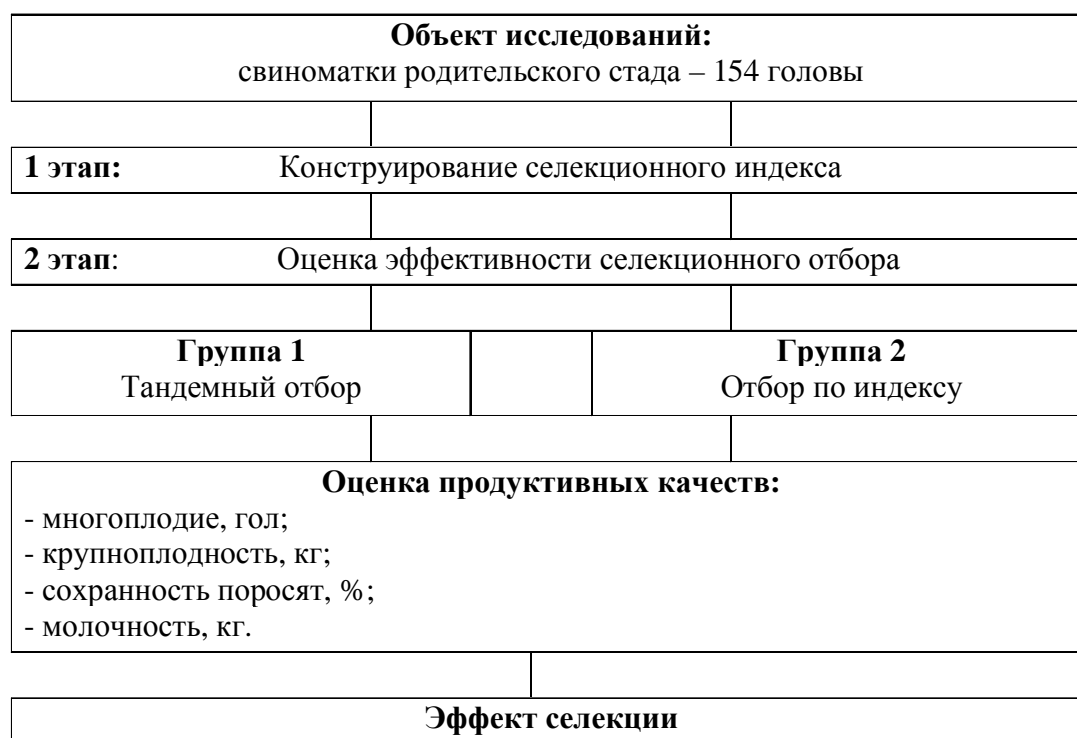 Объект исследований:
свиноматки родительского стада – 154 головы
1 этап: Конструирование селекционного индекса
2 этап: Оценка эффективности селекционного отбора
Группа 1
Тандемный отбор
Группа 2
Отбор по индексу
Оценка продуктивных качеств:
- многоплодие, гол;
- крупноплодность, кг;
- сохранность поросят, %;
- молочность, кг.
Эффект селекции